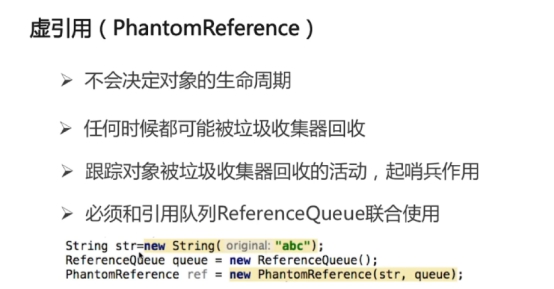 虚引用（PhantomReference）
不会决定对象的生命周期
任何时候都可能被垃圾收集器回收
跟踪对象被垃圾收集器回收的活动，起哨兵作用
必须和引用队列ReferenceQueue联合使用
String str=new String( original: "abc");
ReferenceQueue queue = new ReferenceQueue();
PhantomReference ref = new PhantomReference(str, queue);